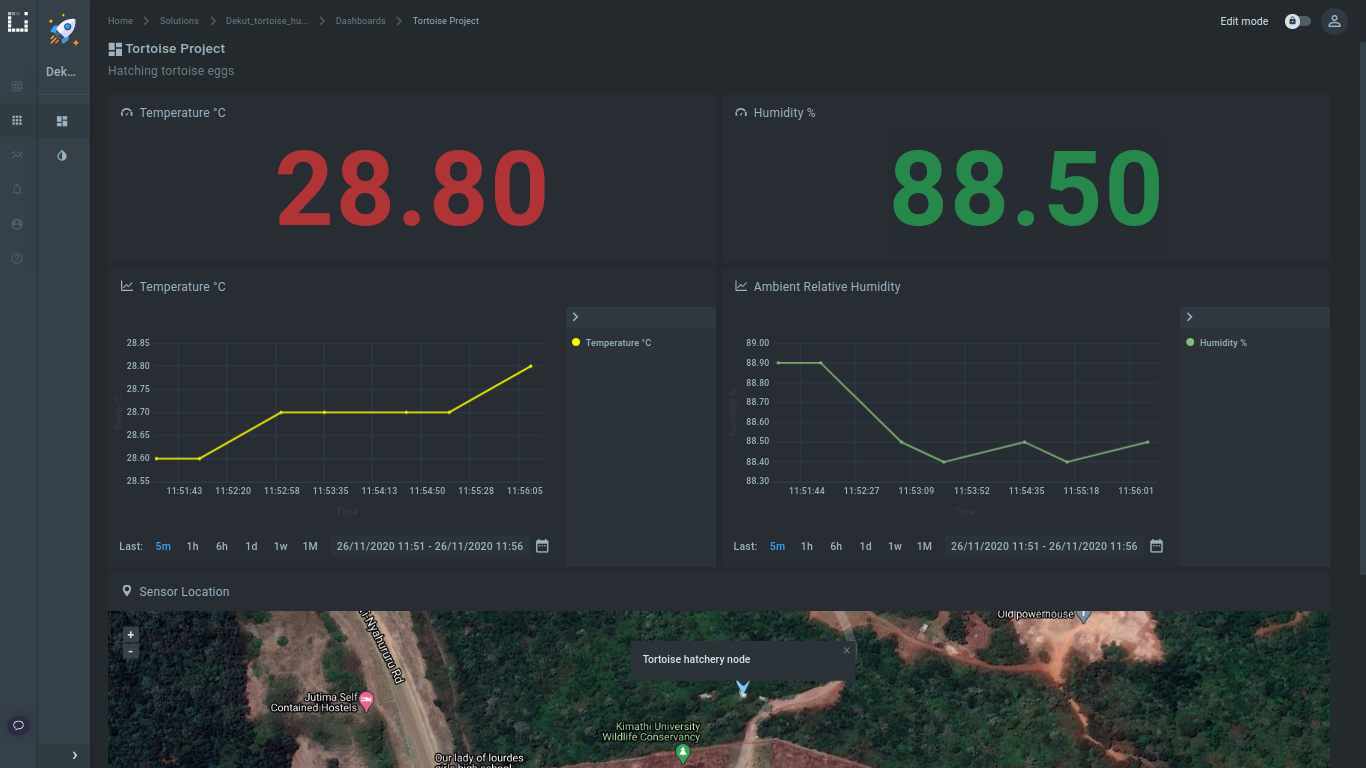 Home
Solutions
Dekut_tortoise_hu...
Dashboards
Tortoise Project
Edit mode
Tortoise Project
Hatching tortoise eggs
Dek...
Temperature °C
28.80
Humidity %
88.50
Temperature °C
28.85
28.80
28.75
28.70
28.65
28.60
28.55
Temp °C
11:51:43 11:52:20 11:52:58 11:53:35 11:54:13 11:54:50 11:55:28 11:56:05
Time
Temperature °C
Last: 5m 1h 6h 1d 1w 1M 26/11/2020 11:51 - 26/11/2020 11:56
Ambient Relative Humidity
89.00
88.90
88.80
88.70
88.60
88.50
88.40
88.30
Humidity %
11:51:44 11:52:27 11:53:09 11:53:52 11:54:35 11:55:18 11:56:01
Time
Humidity %
Last: 5m 1h 6h 1d 1w 1M 26/11/2020 11:51 - 26/11/2020 11:56
Sensor Location
+
-
Nyahururu Rd
Old powerhouse
Tortoise hatchery node
×
Jutima Self
Contained Hostels
Kimathi University
Wildlife Conservancy
Our lady of lourdes
girls high school